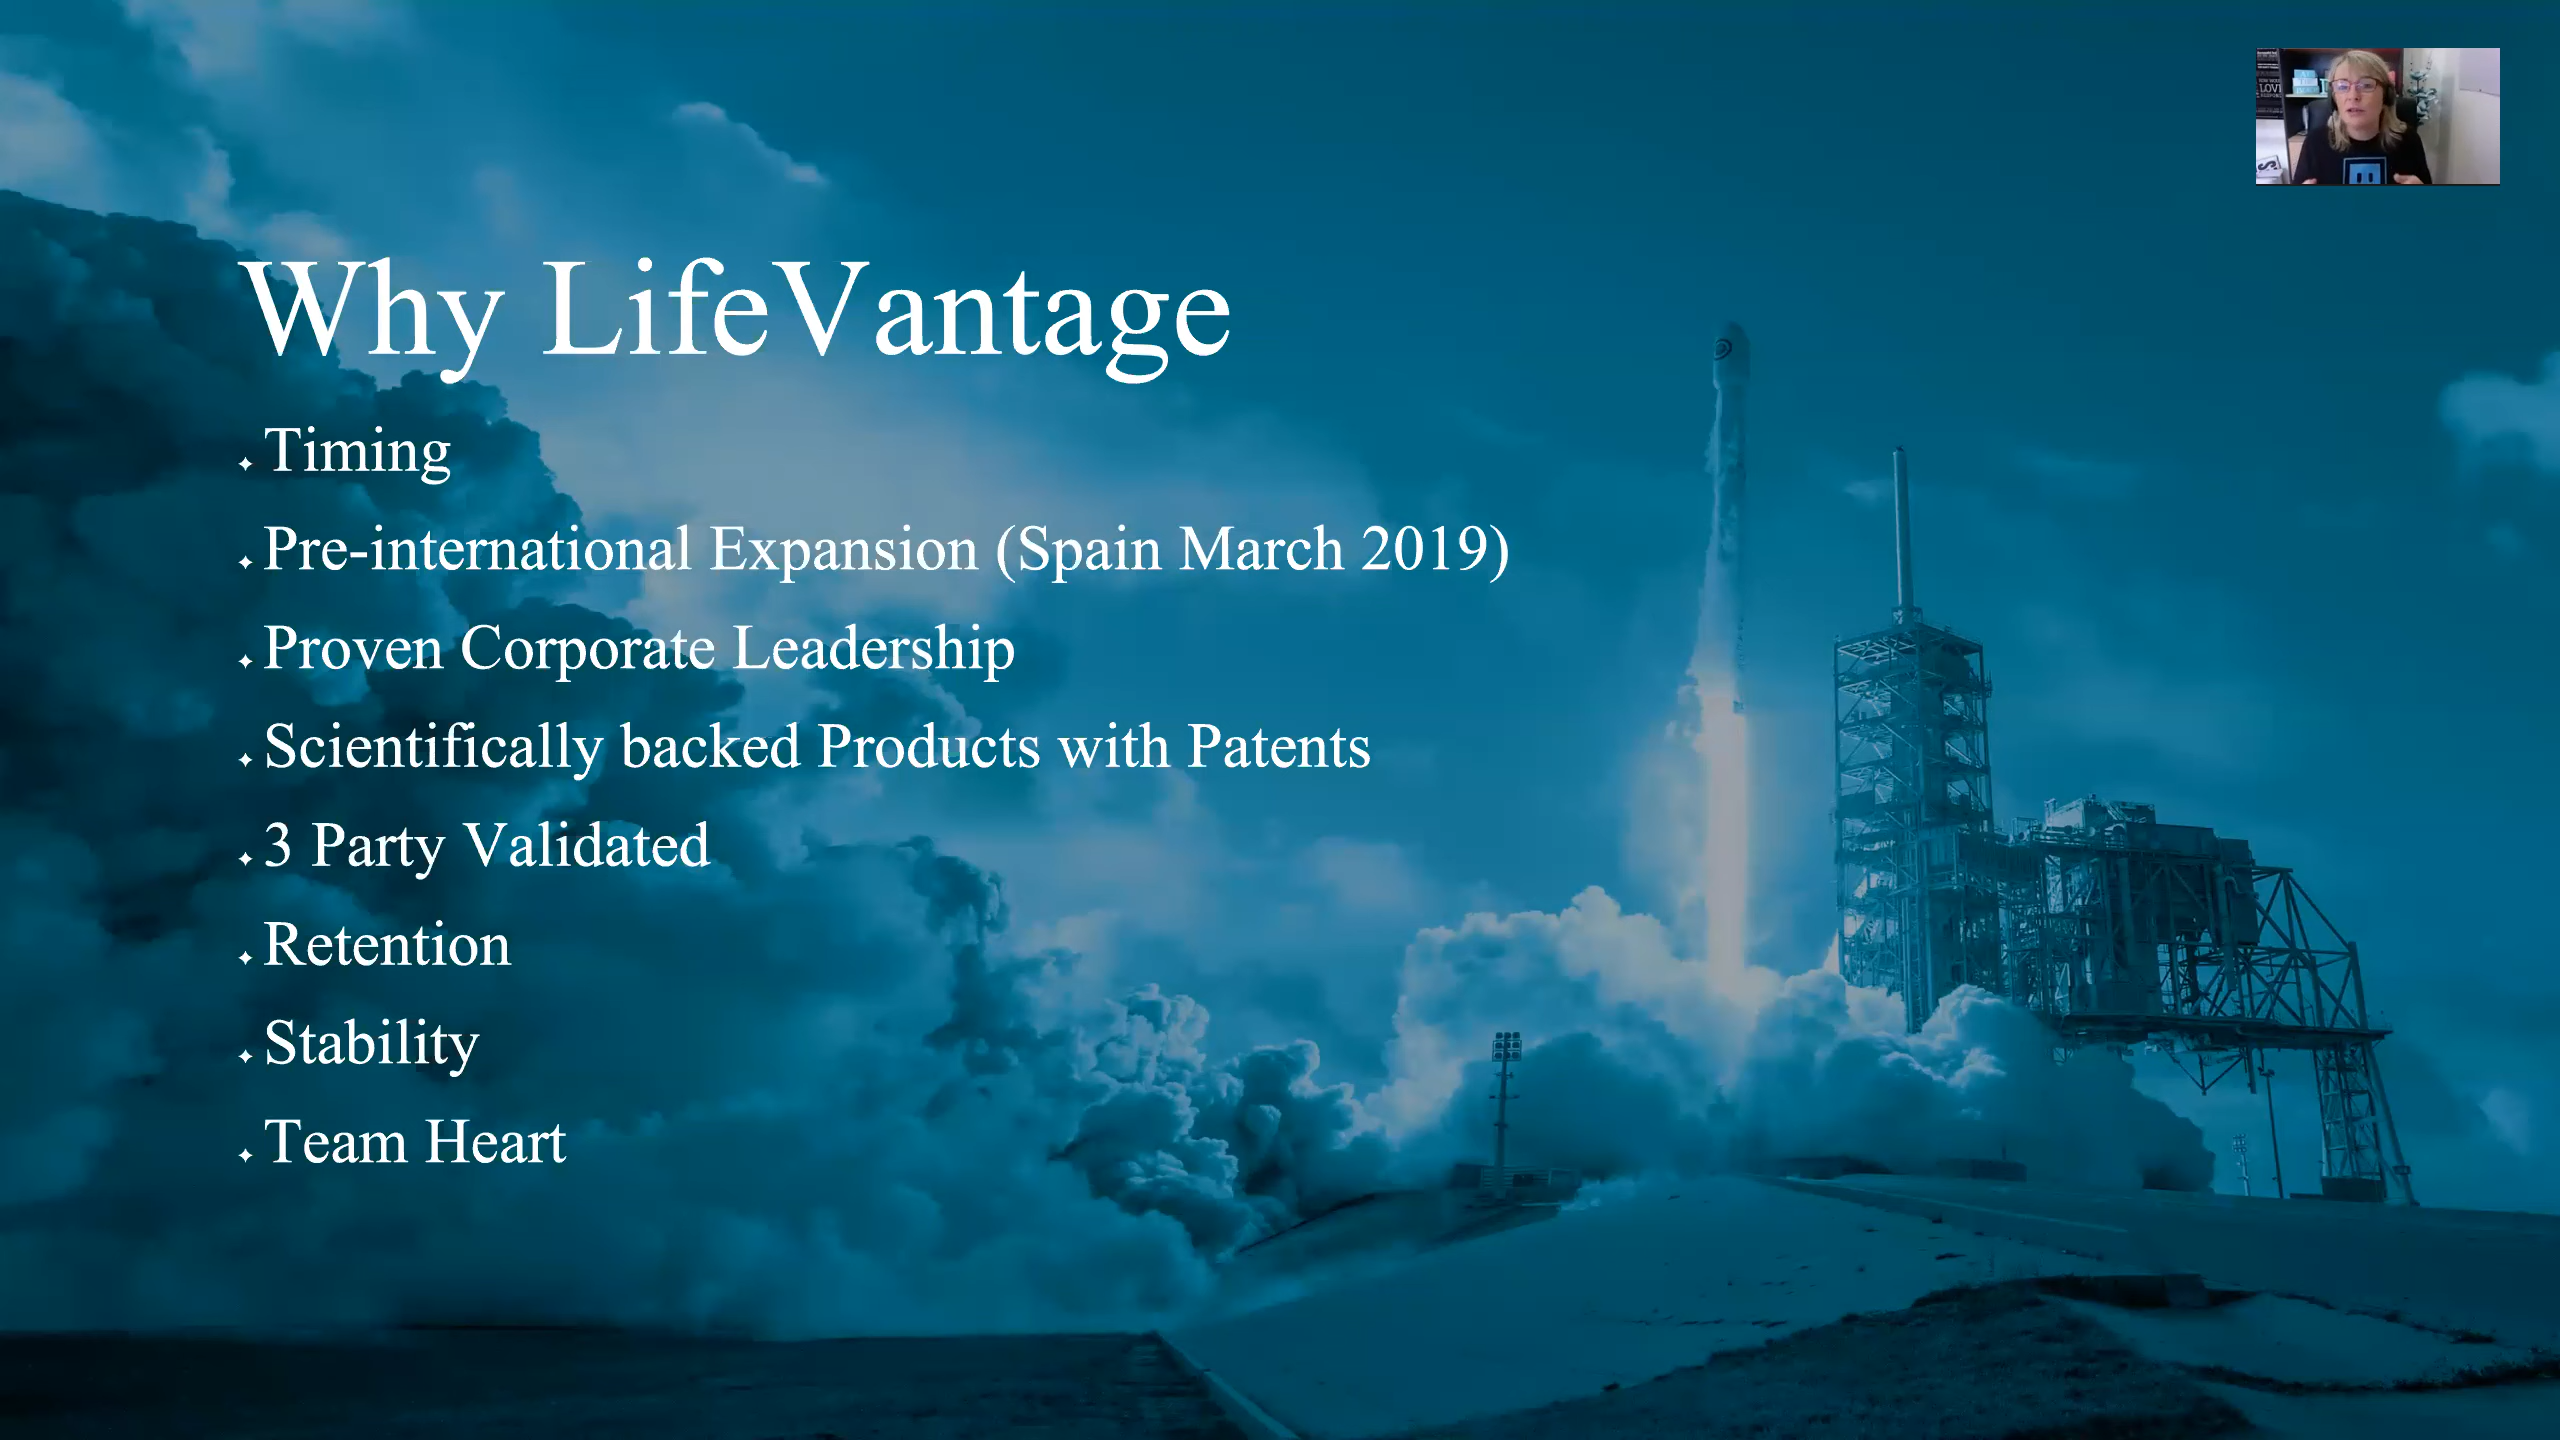 Why LifeVantage
Timing
Pre-international Expansion (Spain March 2019)
Proven Corporate Leadership
Scientifically backed Products with Patents
3 Party Validated
Retention
Stability
Team Heart